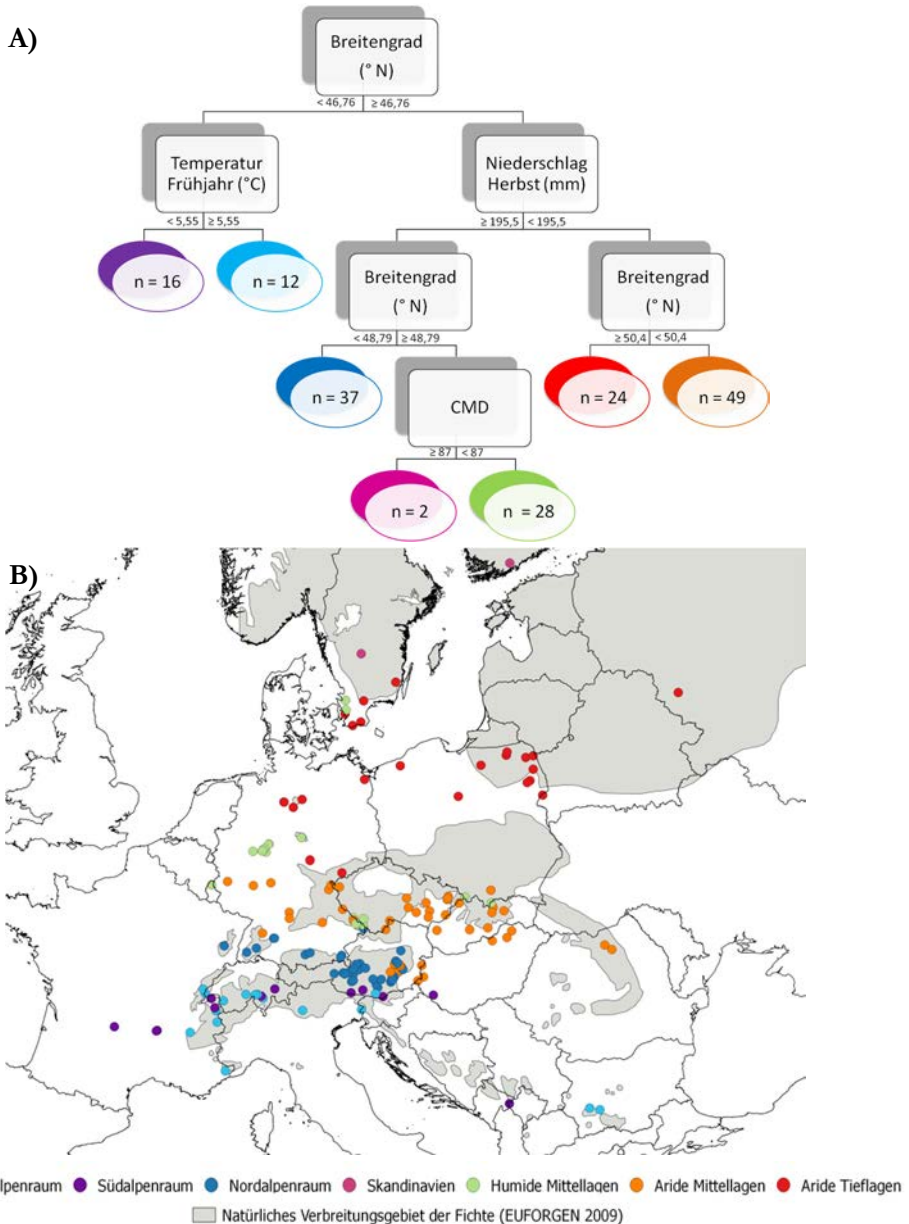 A)
Breitengrad
(° N)
< 46,76 ≥ 46,76
Temperatur
Frühjahr (°C)
Niederschlag
Herbst (mm)
< 5,55 ≥ 5,55
≥ 195,5 < 195,5
n = 16
n = 12
Breitengrad
(° N)
Breitengrad
(° N)
< 48,79 ≥ 48,79
≥ 50,4 < 50,4
n = 37
CMD
n = 24
n = 49
≥ 87 < 87
n = 2
n = 28
B)
lpenraum Südalpenraum Nordalpenraum Skandinavien Humide Mittellagen Aride Mittellagen Aride Tieflagen
Natürliches Verbreitungsgebiet der Fichte (EUFORGEN 2009)